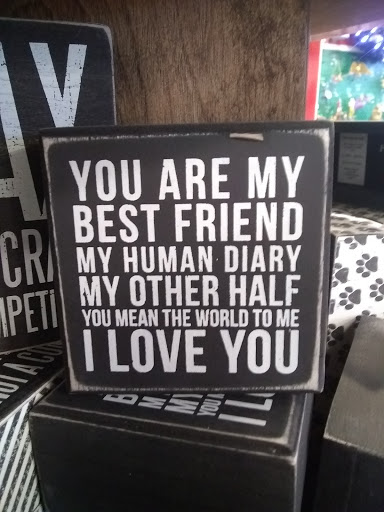 YOU ARE MY
BEST FRIEND
MY HUMAN DIARY
MY OTHER HALF
YOU MEAN THE WORLD TO ME
I LOVE YOU